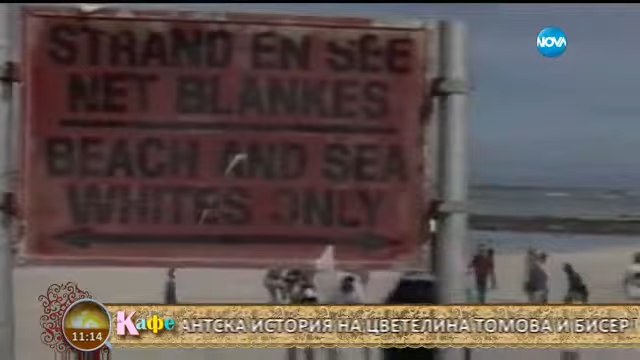 STRAND EN SEE
NET BLANKES
BEACH AND SEA
WHITES ONLY
NOVA
11:14
Кафе
АНТСКА ИСТОРИЯ НА ЦВЕТЕЛИНА ТОМОВА И БИСЕР